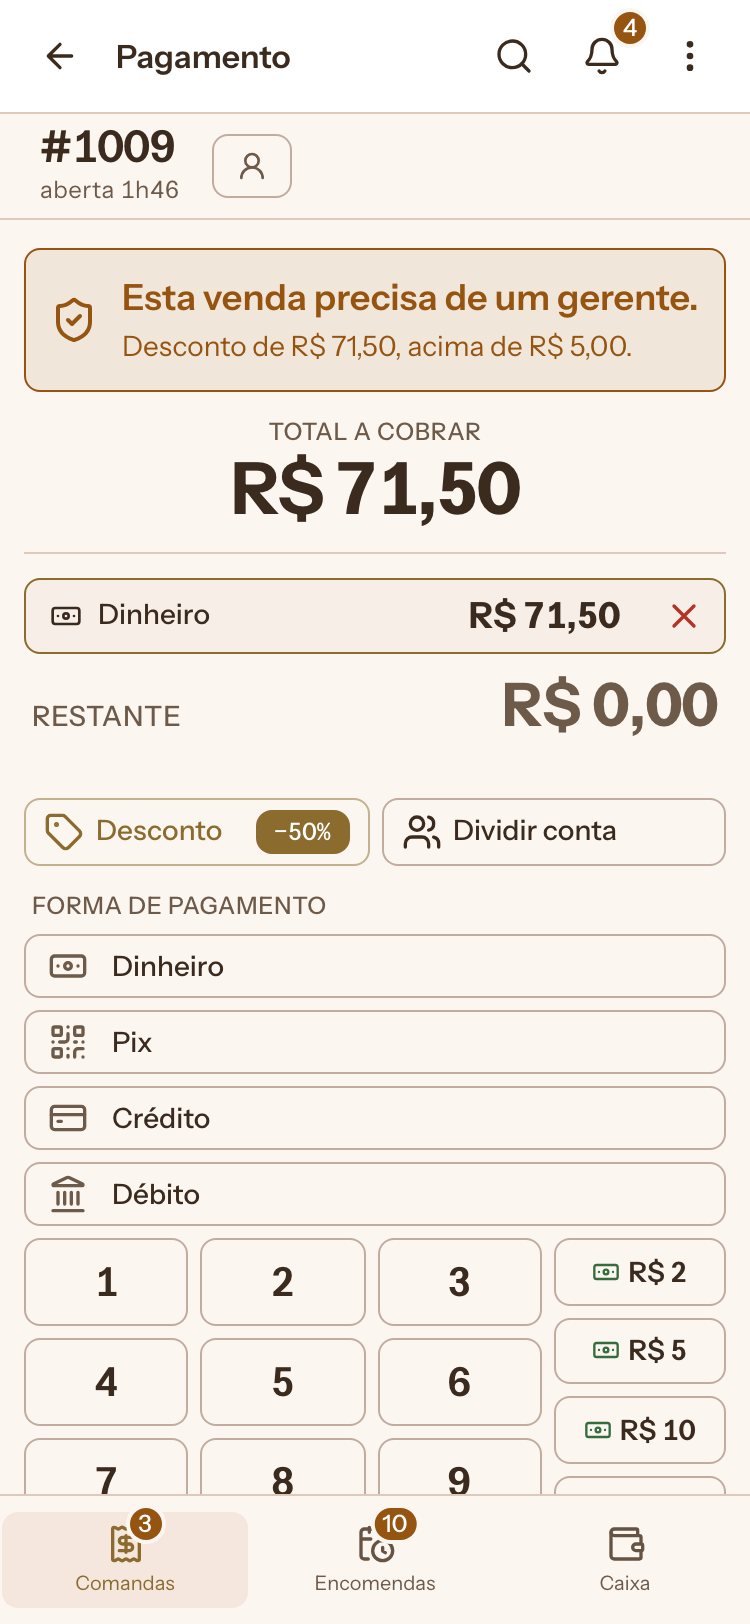 Pagamento
4
#1009
aberta 1h46
Esta venda precisa de um gerente.
Desconto de R$ 71,50, acima de R$ 5,00.
TOTAL A COBRAR
R$ 71,50
Dinheiro R$ 71,50
RESTANTE R$ 0,00
Desconto −50% Dividir conta
FORMA DE PAGAMENTO
Dinheiro
Pix
Crédito
Débito
1 2 3 R$ 2
4 5 6 R$ 5
R$ 10
7 8 9
3 10
Comandas Encomendas Caixa